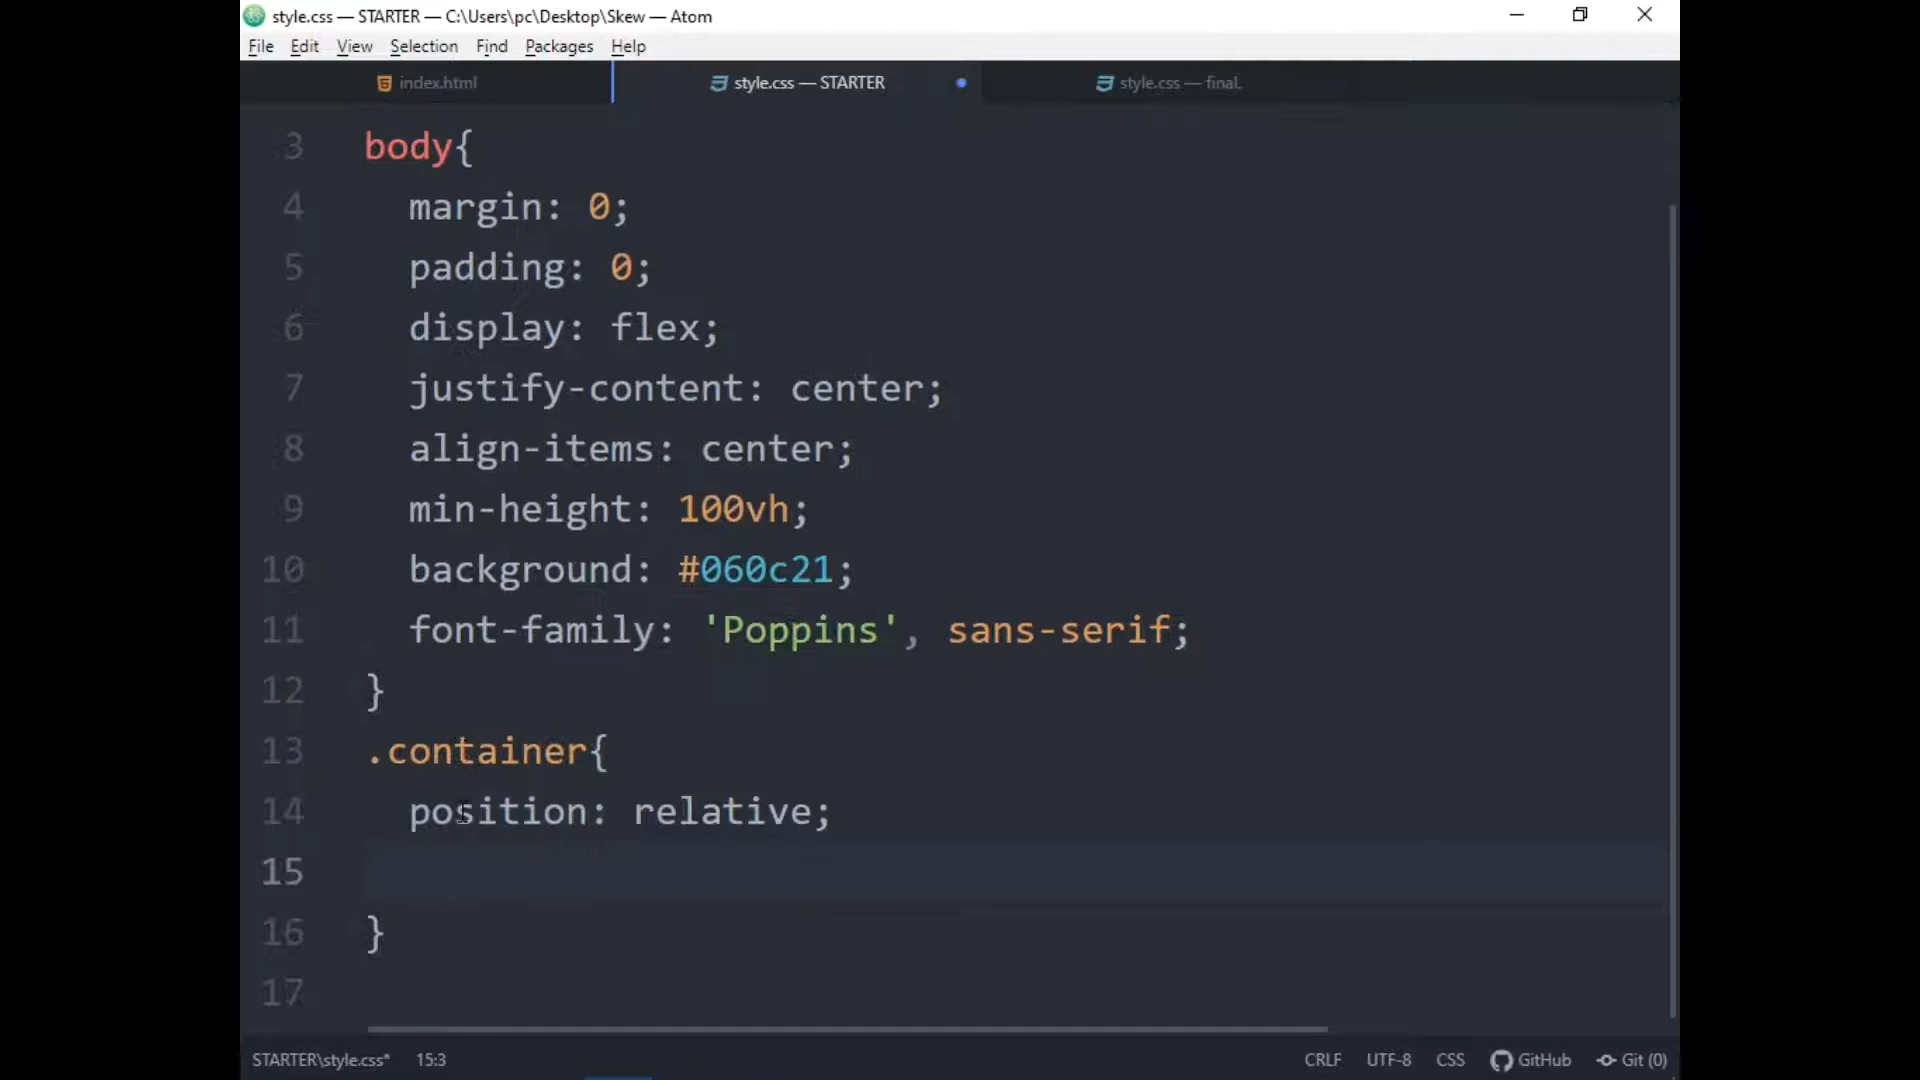 style.css — STARTER — C:\Users\pc\Desktop\Skew — Atom
File Edit View Selection Find Packages Help
index.html style.css — STARTER style.css — final.
3 body{
4 margin: 0;
5 padding: 0;
6 display: flex;
7 justify-content: center;
8 align-items: center;
9 min-height: 100vh;
10 background: #060c21;
11 font-family: 'Poppins', sans-serif;
12 }
13 .container{
14 position: relative;
15
16 }
17
STARTER\style.css* 15:3 CRLF UTF-8 CSS GitHub Git (0)